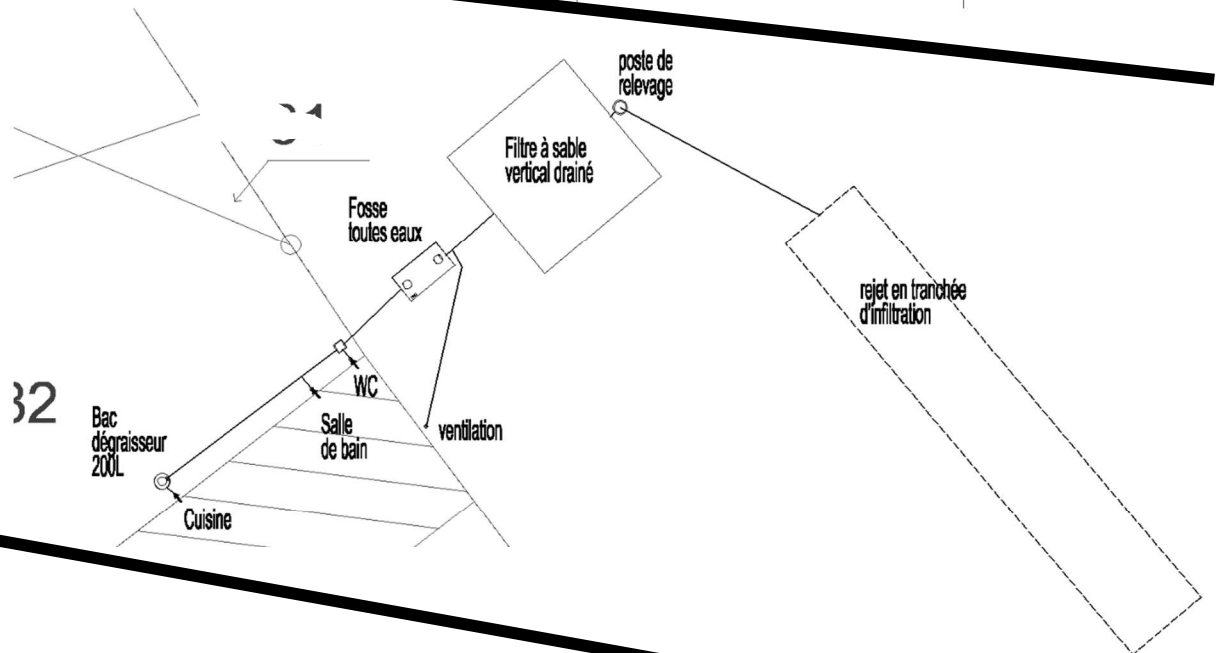 poste de
relevage
Filtre à sable
vertical drainé
Fosse
toutes eaux
rejet en tranchée
d'infiltration
WC
Bac
dégraisseur
200L
Salle
de bain
ventilation
Cuisine